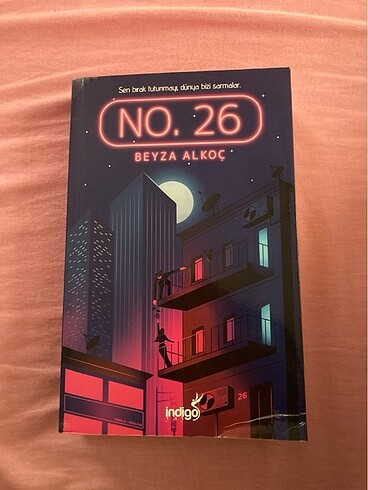 Sen bırak tutunmayı, dünya bizi sarmalar.
NO. 26
BEYZA ALKOÇ
26
indigo